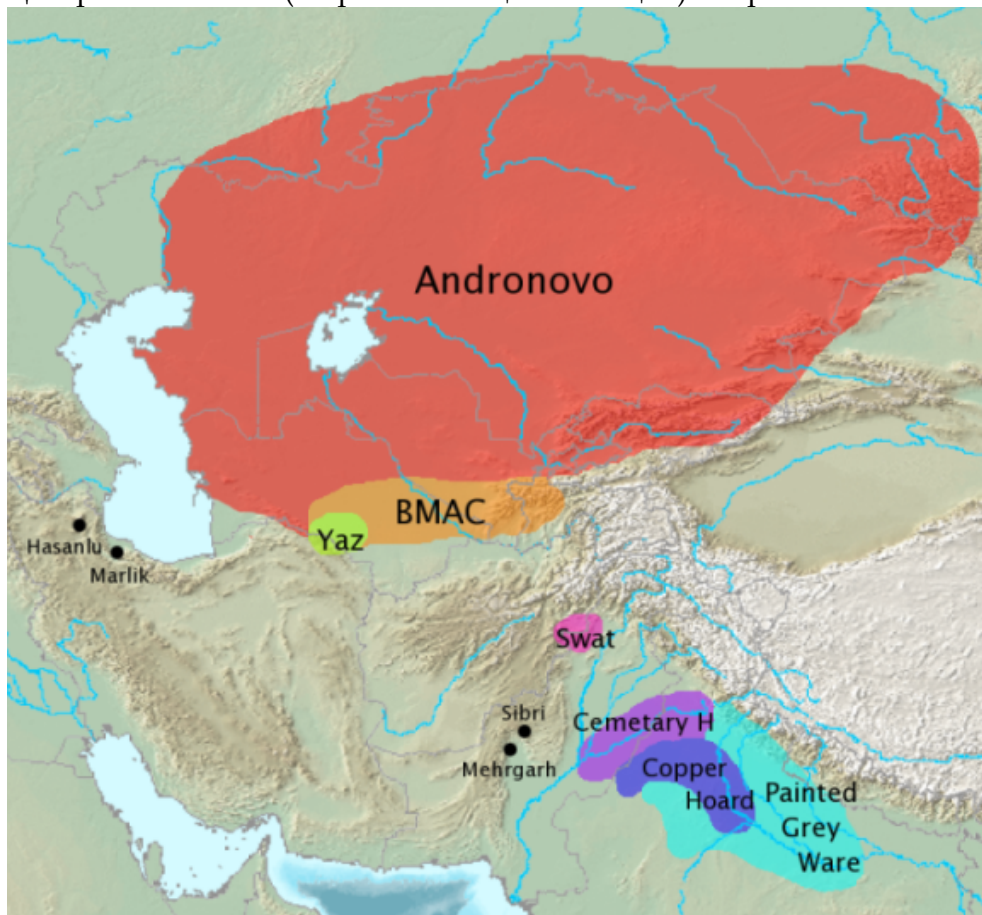 Andronovo
BMAC
Yaz
Hasanlu
Marlik
Swat
Sibri
Mehrgarh
Cemetary H
Copper
Hoard
Painted
Grey
Ware